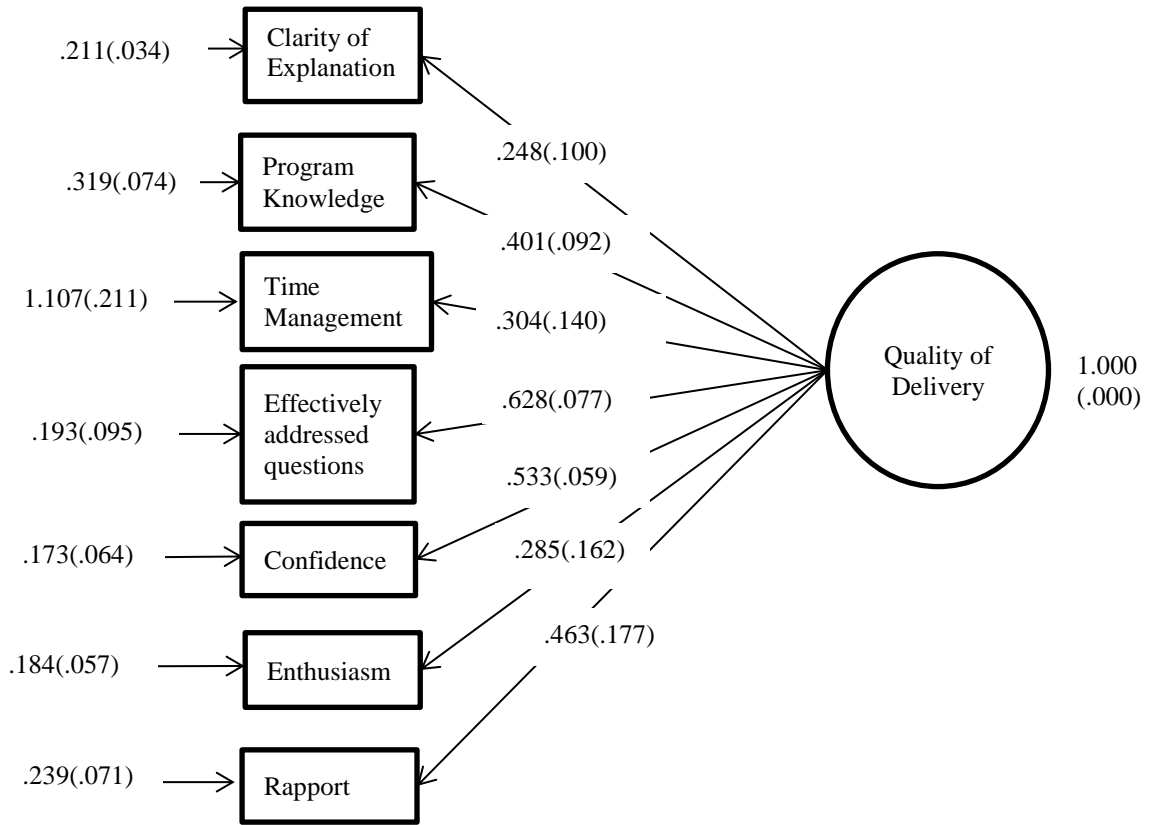 .211(.034)
Clarity of
Explanation
.248(.100)
.319(.074)
Program
Knowledge
.401(.092)
1.107(.211)
Time
Management
.304(.140)
.193(.095)
Effectively
addressed
questions
.628(.077)
Quality of
Delivery
1.000
(.000)
.173(.064)
Confidence
.533(.059)
.184(.057)
Enthusiasm
.285(.162)
.239(.071)
Rapport
.463(.177)